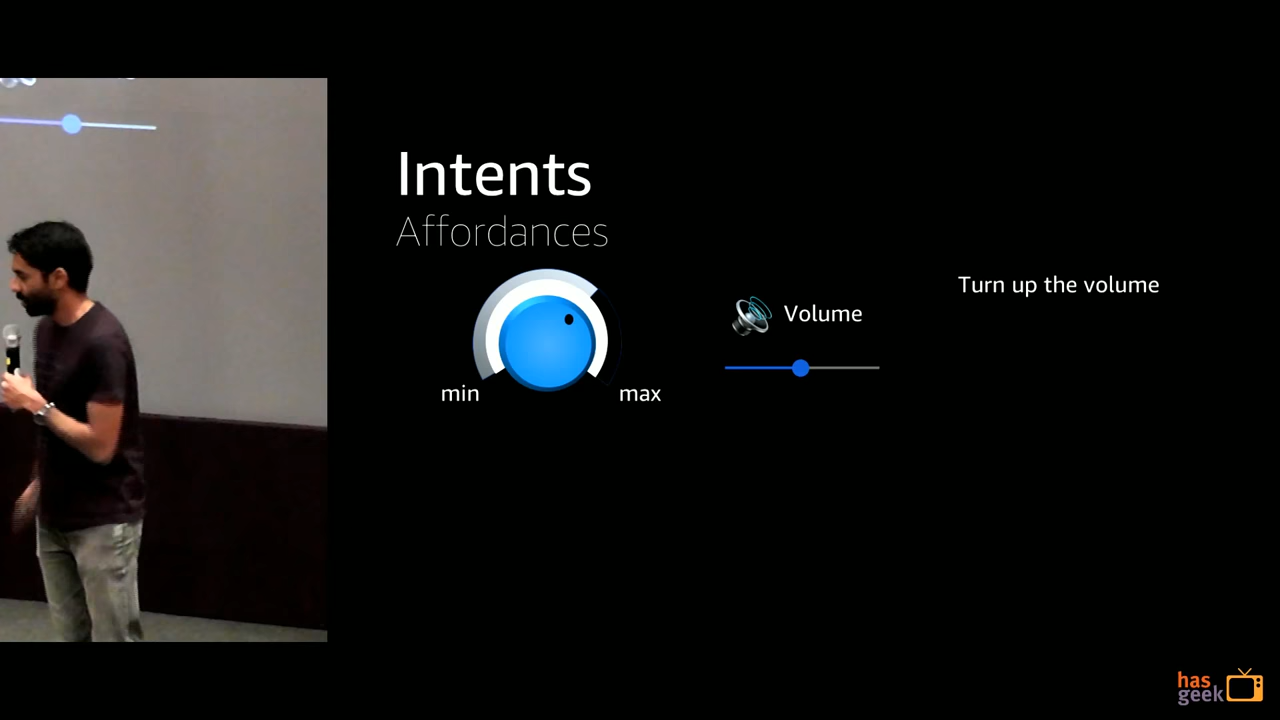 Intents
Affordances
min
max
Volume
Turn up the volume
has
geek